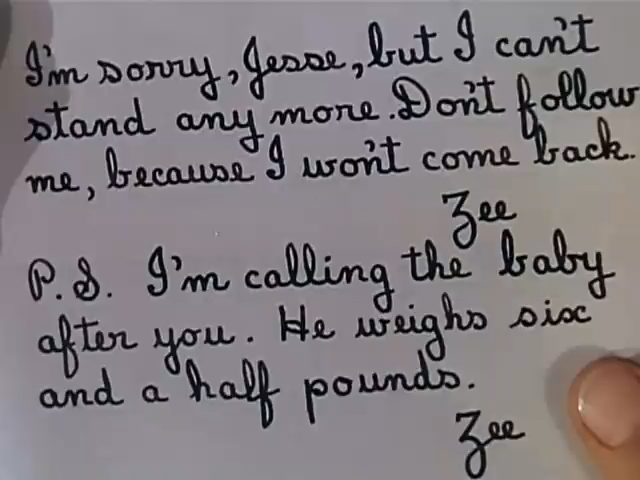 I'm sorry, Jesse, but I can't
stand any more. Don't follow
me, because I won't come back.
Zee
P.S. I'm calling the baby
after you. He weighs six
and a half pounds.
Zee